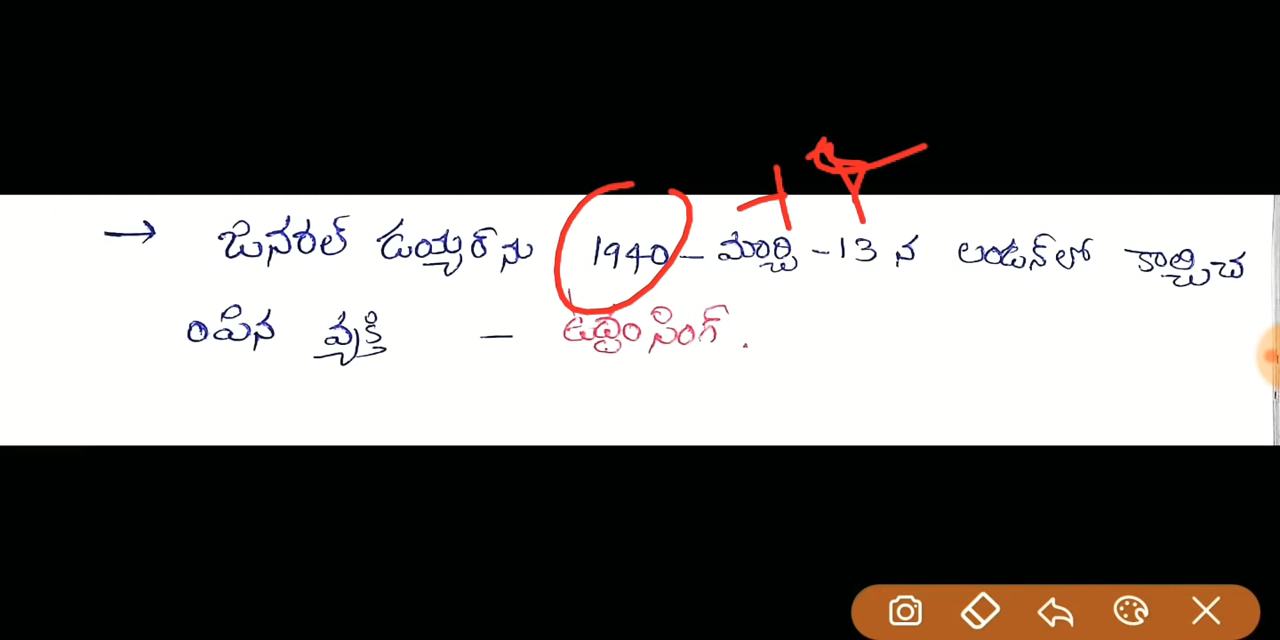 → జనరల్ డయ్యర్‌ను 1940 - మార్చి - 13 న లండన్‌లో కాల్చిచ
ంపిన వ్యక్తి - ఉద్దంసింగ్.